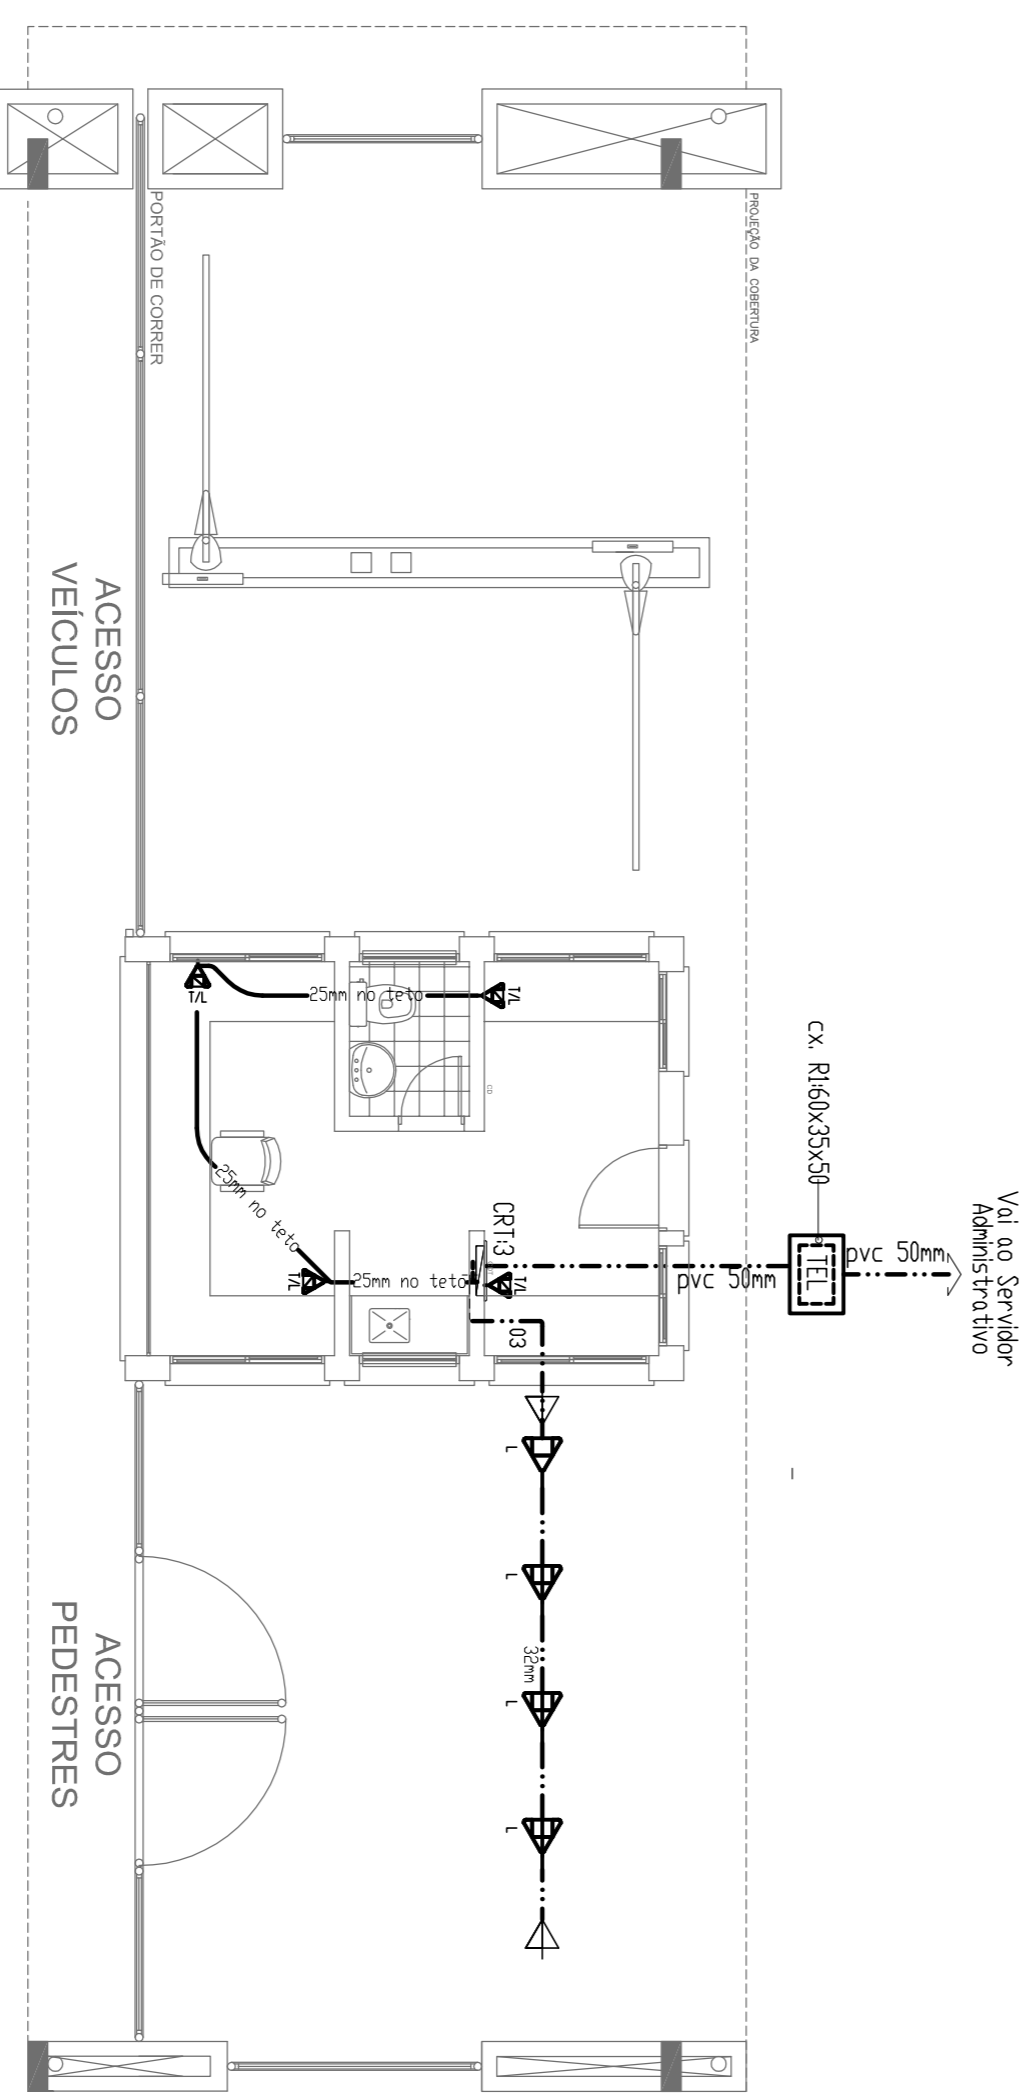 PROJEÇÃO DA COBERTURA
PORTÃO DE CORRER
ACESSO
VEÍCULOS
T/L
25mm no teto
T/L
CD
25mm no teto
T/L
25mm no teto
CRT:3
T/L
03
pvc 50mm
cx. R1:60x35x50
TEL
pvc 50mm
Vai ao Servidor
Administrativo
L
L
32mm
L
L
ACESSO
PEDESTRES